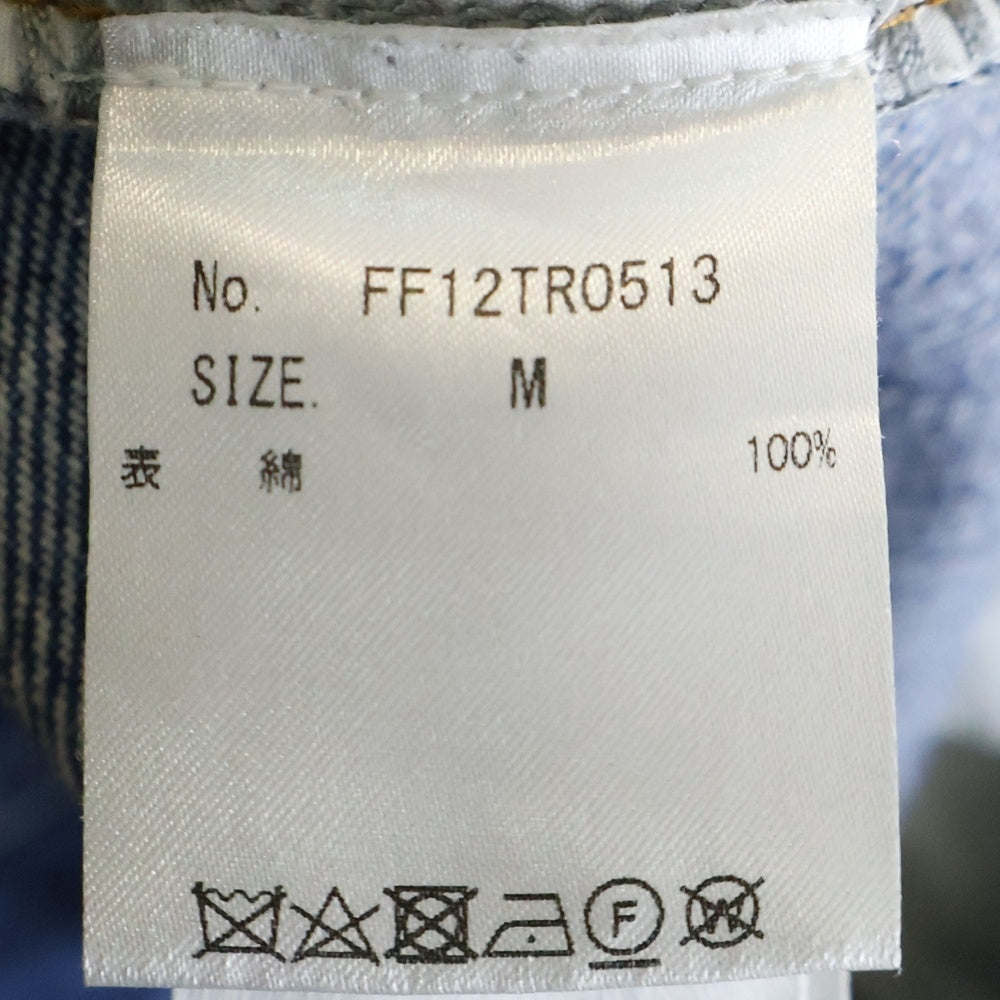 No. FF12TR0513
SIZE. M
表 綿 100%
F W